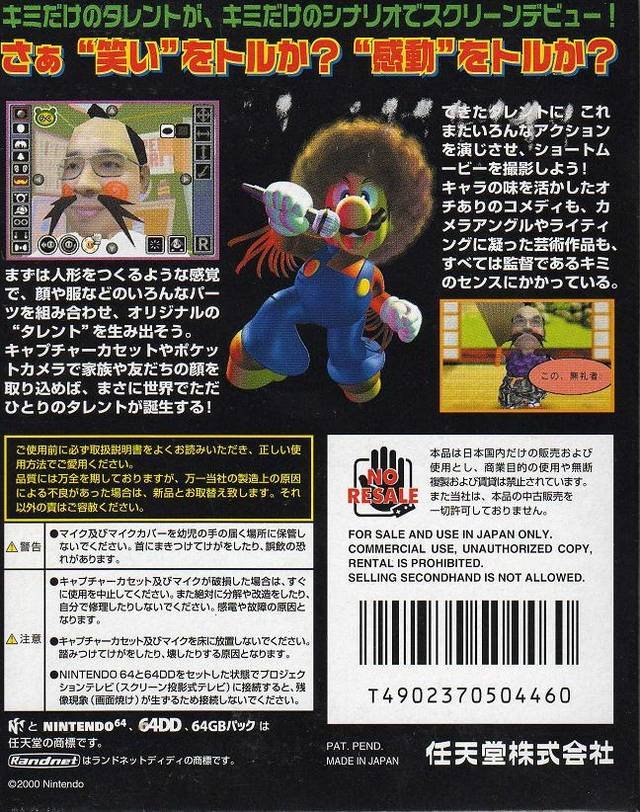 キミだけのタレントが、キミだけのシナリオでスクリーンデビュー！
さぁ “笑い”をトルか？ “感動”をトルか？
まずは人形をつくるような感覚
で、顔や服などのいろんなパー
ツを組み合わせ、オリジナルの
“タレント”を生み出そう。
キャプチャーカセットやポケッ
トカメラで家族や友だちの顔を
取り込めば、まさに世界でただ
ひとりのタレントが誕生する！
できたタレントに、これ
またいろんなアクション
を演じさせ、ショートム
ービーを撮影しよう！
キャラの味を活かしたオ
チありのコメディも、カ
メラアングルやライティ
ングに凝った芸術作品も、
すべては監督であるキミ
のセンスにかかっている。
R
この、無礼者
ご使用前に必ず取扱説明書をよくお読みいただき、正しい使
用方法でご愛用ください。
品質には万全を期しておりますが、万一当社の製造上の原因
による不良があった場合は、新品とお取替え致します。それ
以外の責はご容赦ください。
警告
●マイク及びマイクカバーを幼児の手の届く場所に保管し
ないでください。首にまきつけてけがをしたり、誤飲の恐
れがあります。
注意
●キャプチャーカセット及びマイクが破損した場合は、すぐ
に使用を中止してください。また絶対に分解や改造をしたり、
自分で修理したりしないでください。感電や故障の原因と
なります。
●キャプチャーカセット及びマイクを床に放置しないでください。
踏みつけてけがをしたり、壊したりする原因となります。
●NINTENDO64と64DDをセットした状態でプロジェ
クションテレビ（スクリーン投影式テレビ）に接続すると、残
像現象（画面焼け）が生ずるため接続しないでください。
NO
RESALE
本品は日本国内だけの販売および
使用とし、商業目的の使用や無断
複製および賃貸は禁止されています。
また当社は、本品の中古販売を
一切許可しておりません。
FOR SALE AND USE IN JAPAN ONLY.
COMMERCIAL USE, UNAUTHORIZED COPY,
RENTAL IS PROHIBITED.
SELLING SECONDHAND IS NOT ALLOWED.
T4902370504460
と NINTENDO64、64DD、64GBパック は
任天堂の商標です。
Randnet はランドネットディディの商標です。
©2000 Nintendo
PAT. PEND.
MADE IN JAPAN
任天堂株式会社